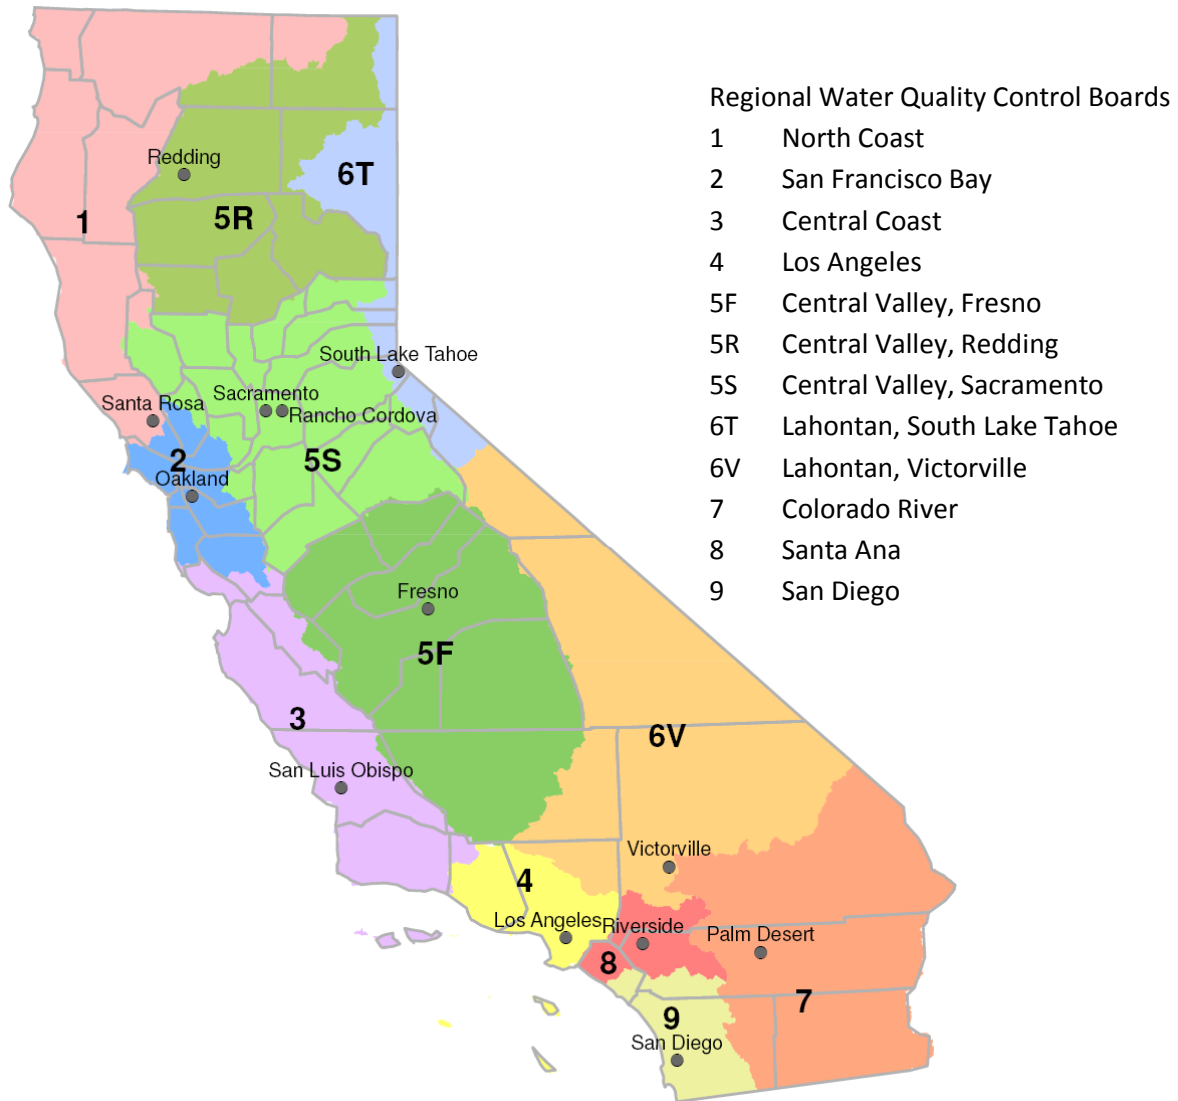 Regional Water Quality Control Boards
1 North Coast
2 San Francisco Bay
3 Central Coast
4 Los Angeles
5F Central Valley, Fresno
5R Central Valley, Redding
5S Central Valley, Sacramento
6T Lahontan, South Lake Tahoe
6V Lahontan, Victorville
7 Colorado River
8 Santa Ana
9 San Diego
Redding
6T
1
5R
South Lake Tahoe
Sacramento
Santa Rosa
Rancho Cordova
2
5S
Oakland
Fresno
5F
3
6V
San Luis Obispo
Victorville
4
Los Angeles
Riverside
Palm Desert
8
7
9
San Diego